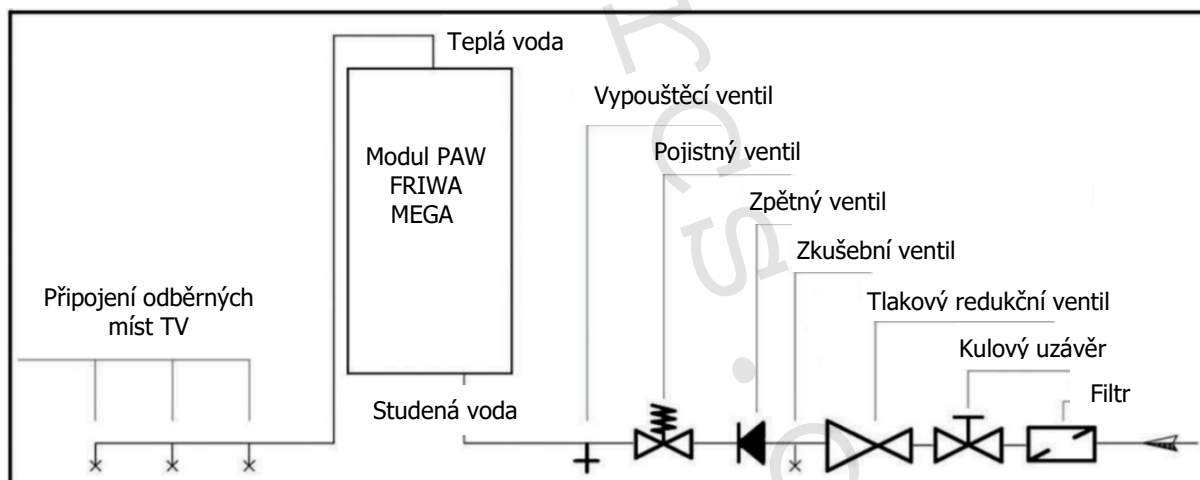 Teplá voda
Vypouštěcí ventil
Modul PAW
FRIWA
MEGA
Pojistný ventil
Zpětný ventil
Zkušební ventil
Připojení odběrných
míst TV
Tlakový redukční ventil
Kulový uzávěr
Filtr
Studená voda